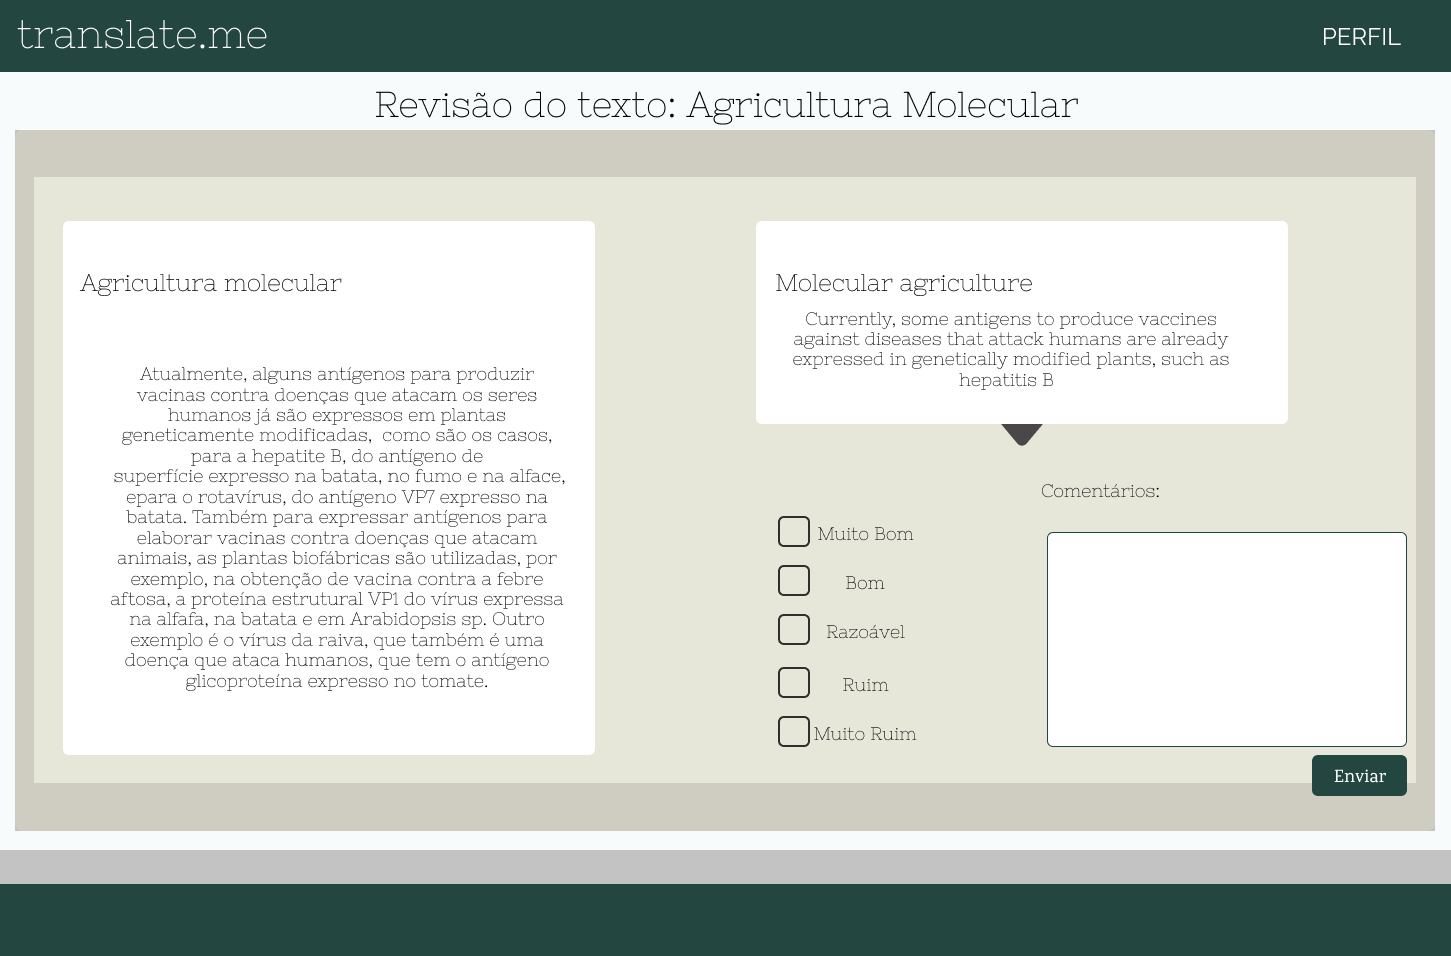 translate.me
PERFIL
Revisão do texto: Agricultura Molecular
Agricultura molecular
Atualmente, alguns antígenos para produzir
vacinas contra doenças que atacam os seres
humanos já são expressos em plantas
geneticamente modificadas,  como são os casos,
para a hepatite B, do antígeno de
superfície expresso na batata, no fumo e na alface,
epara o rotavírus, do antígeno VP7 expresso na
batata. Também para expressar antígenos para
elaborar vacinas contra doenças que atacam
animais, as plantas biofábricas são utilizadas, por
exemplo, na obtenção de vacina contra a febre
aftosa, a proteína estrutural VP1 do vírus expressa
na alfafa, na batata e em Arabidopsis sp. Outro
exemplo é o vírus da raiva, que também é uma
doença que ataca humanos, que tem o antígeno
glicoproteína expresso no tomate.
Molecular agriculture
Currently, some antigens to produce vaccines
against diseases that attack humans are already
expressed in genetically modified plants, such as
hepatitis B
Comentários:
Muito Bom
Bom
Razoável
Ruim
Muito Ruim
Enviar